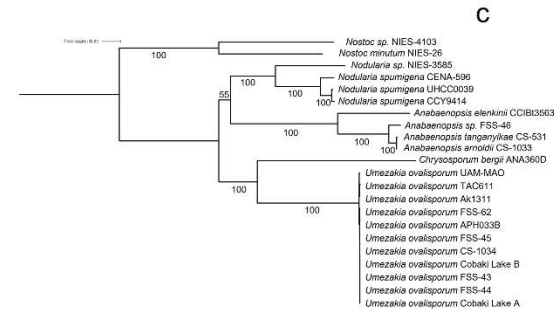 C
Tree scale: 0.01
Nostoc sp. NIES-4103
100
Nostoc minutum NIES-26
Nodularia sp. NIES-3585
Nodularia spumigena CENA-596
100
Nodularia spumigena UHCC0039
55
100
Nodularia spumigena CCY9414
Anabaenopsis elenkinii CCIBt3563
Anabaenopsis sp. FSS-46
100
Anabaenopsis tanganyikae CS-531
100
Anabaenopsis arnoldii CS-1033
Chrysosporum bergii ANA360D
Umezakia ovalisporum UAM-MAO
100
Umezakia ovalisporum TAC611
Umezakia ovalisporum Ak1311
100
Umezakia ovalisporum FSS-62
Umezakia ovalisporum APH033B
Umezakia ovalisporum FSS-45
Umezakia ovalisporum CS-1034
Umezakia ovalisporum Cobaki Lake B
Umezakia ovalisporum FSS-43
Umezakia ovalisporum FSS-44
Umezakia ovalisporum Cobaki Lake A